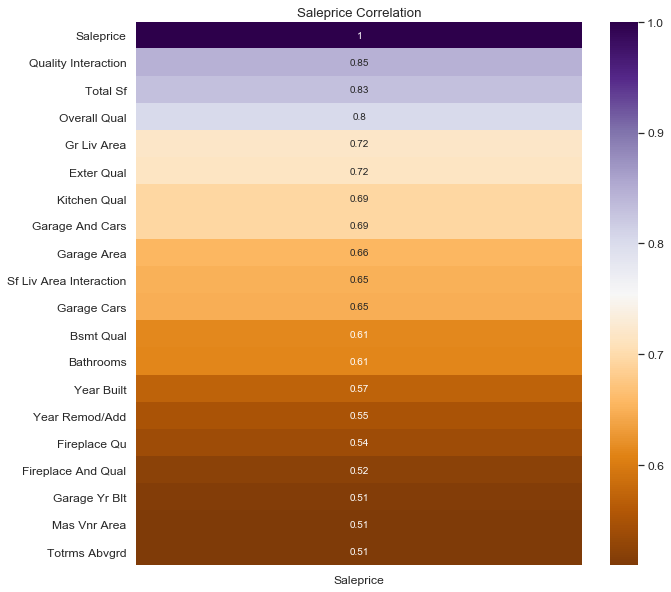 Saleprice Correlation
Saleprice 1
Quality Interaction 0.85
Total Sf 0.83
Overall Qual 0.8
Gr Liv Area 0.72
Exter Qual 0.72
Kitchen Qual 0.69
Garage And Cars 0.69
Garage Area 0.66
Sf Liv Area Interaction 0.65
Garage Cars 0.65
Bsmt Qual 0.61
Bathrooms 0.61
Year Built 0.57
Year Remod/Add 0.55
Fireplace Qu 0.54
Fireplace And Qual 0.52
Garage Yr Blt 0.51
Mas Vnr Area 0.51
Totrms Abvgrd 0.51
Saleprice
1.0
0.9
0.8
0.7
0.6